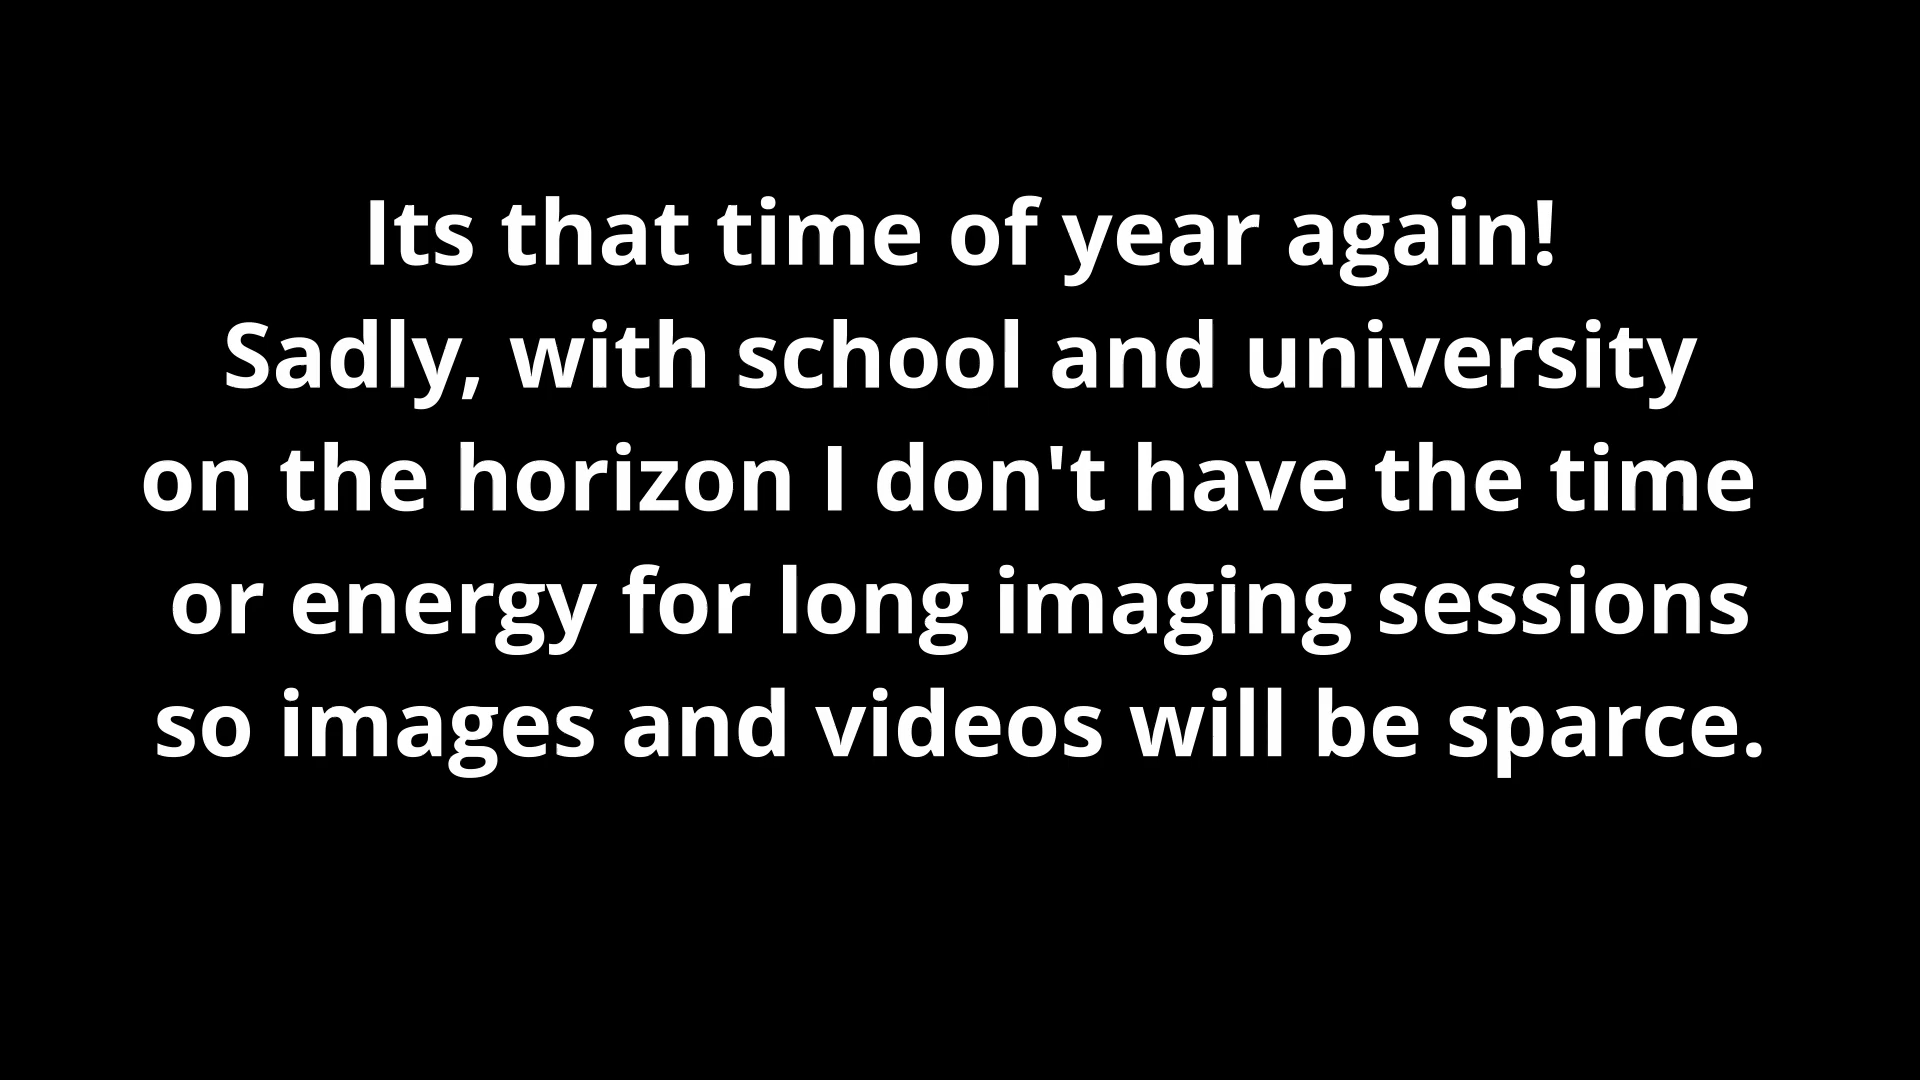 Its that time of year again!
Sadly, with school and university
on the horizon I don't have the time
or energy for long imaging sessions
so images and videos will be sparce.